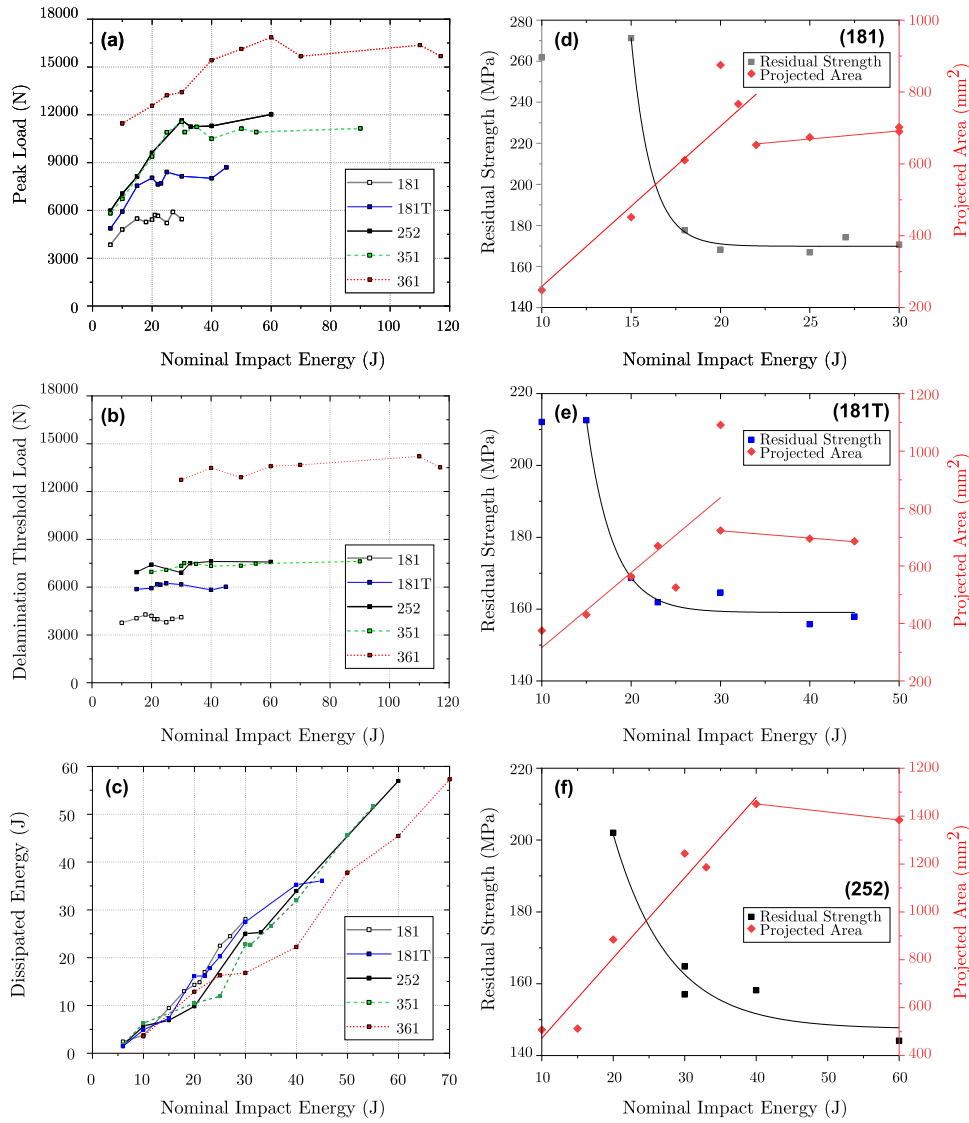 (a)
Peak Load (N)
18000
15000
12000
9000
6000
3000
0
0 20 40 60 80 100 117
Nominal Impact Energy (J)
181
181T
252
351
361
(d)
(181)
Residual Strength (MPa)
280
260
240
220
200
180
160
140
10 15 20 25 30
Nominal Impact Energy (J)
Residual Strength
Projected Area
Projected Area (mm²)
1000
800
600
400
200
(b)
Delamination Threshold Load (N)
18000
15000
12000
9000
6000
3000
0
0 20 40 60 80 100 120
Nominal Impact Energy (J)
181
181T
252
351
361
(e)
(181T)
Residual Strength (MPa)
220
200
180
160
140
10 20 30 40 50
Nominal Impact Energy (J)
Residual Strength
Projected Area
Projected Area (mm²)
1200
1000
800
600
400
200
(c)
Dissipated Energy (J)
60
50
40
30
20
10
0
0 10 20 30 40 50 60 70
Nominal Impact Energy (J)
181
181T
252
351
361
(f)
(252)
Residual Strength (MPa)
220
200
180
160
140
10 20 30 40 50 60
Nominal Impact Energy (J)
Residual Strength
Projected Area
Projected Area (mm²)
1200
1400
1200
1000
800
600
400